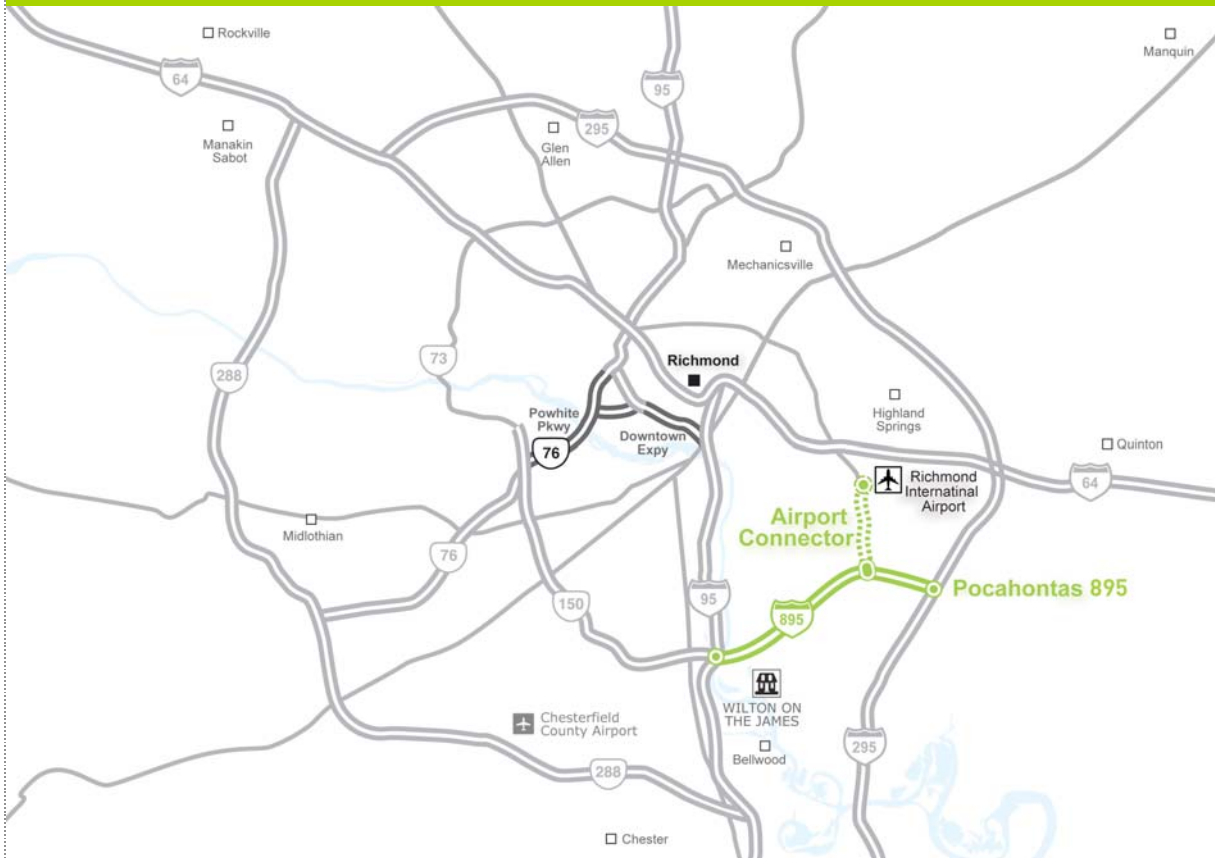 Rockville
Manquin
64
95
295
Manakin
Sabot
Glen
Allen
Mechanicsville
73
288
Richmond
Powhite
Pkwy
76
Downtown
Expy
Highland
Springs
Quinton
64
Richmond
Internatinal
Airport
Midlothian
76
Airport
Connector
150
95
895
Pocahontas 895
WILTON ON
THE JAMES
Chesterfield
County Airport
Bellwood
295
288
Chester